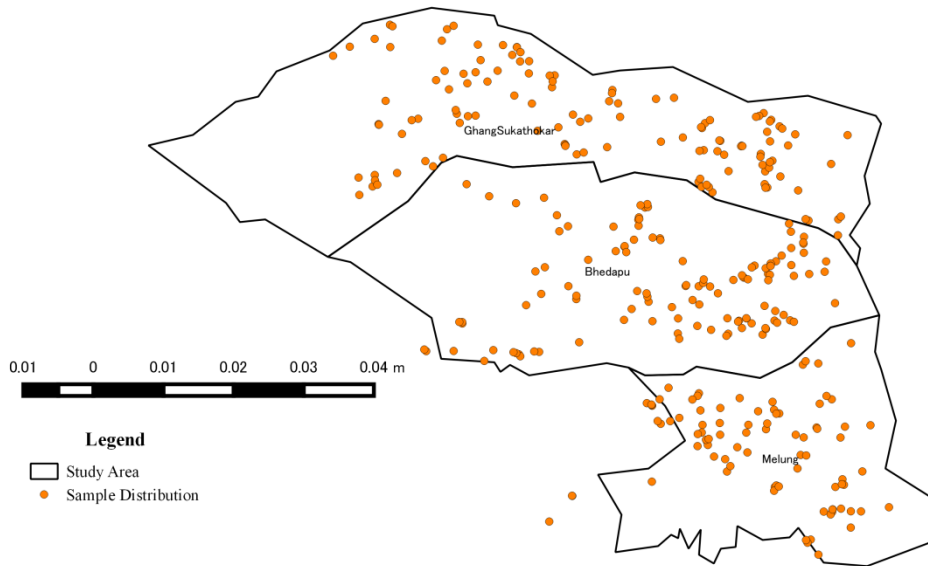 GhangSukathokar
Bhedapu
0.01 0 0.01 0.02 0.03 0.04 m
Legend
Study Area
Sample Distribution
Melung